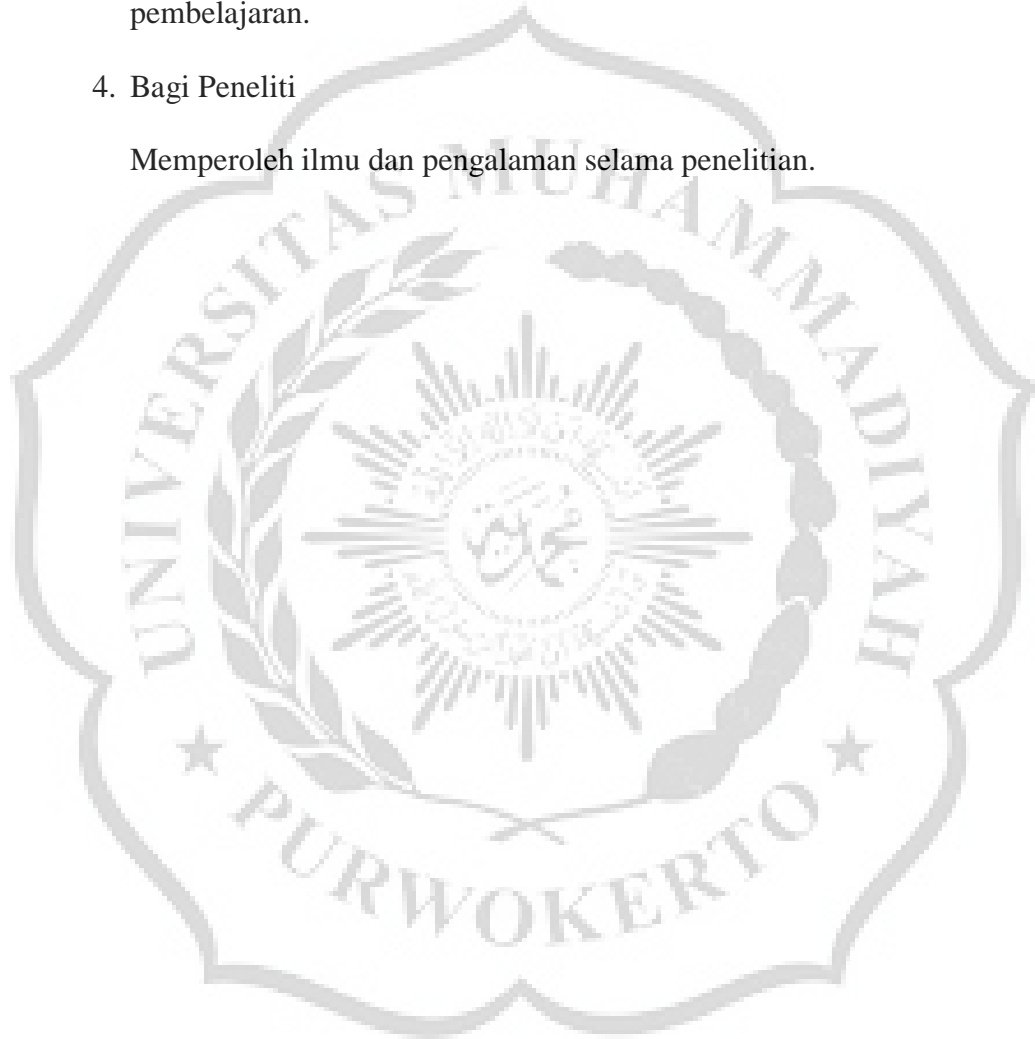 pembelajaran.
4. Bagi Peneliti
Memperoleh ilmu dan pengalaman selama penelitian.
UNIVERSITAS MUHAMMADIYAH
PURWOKERTO